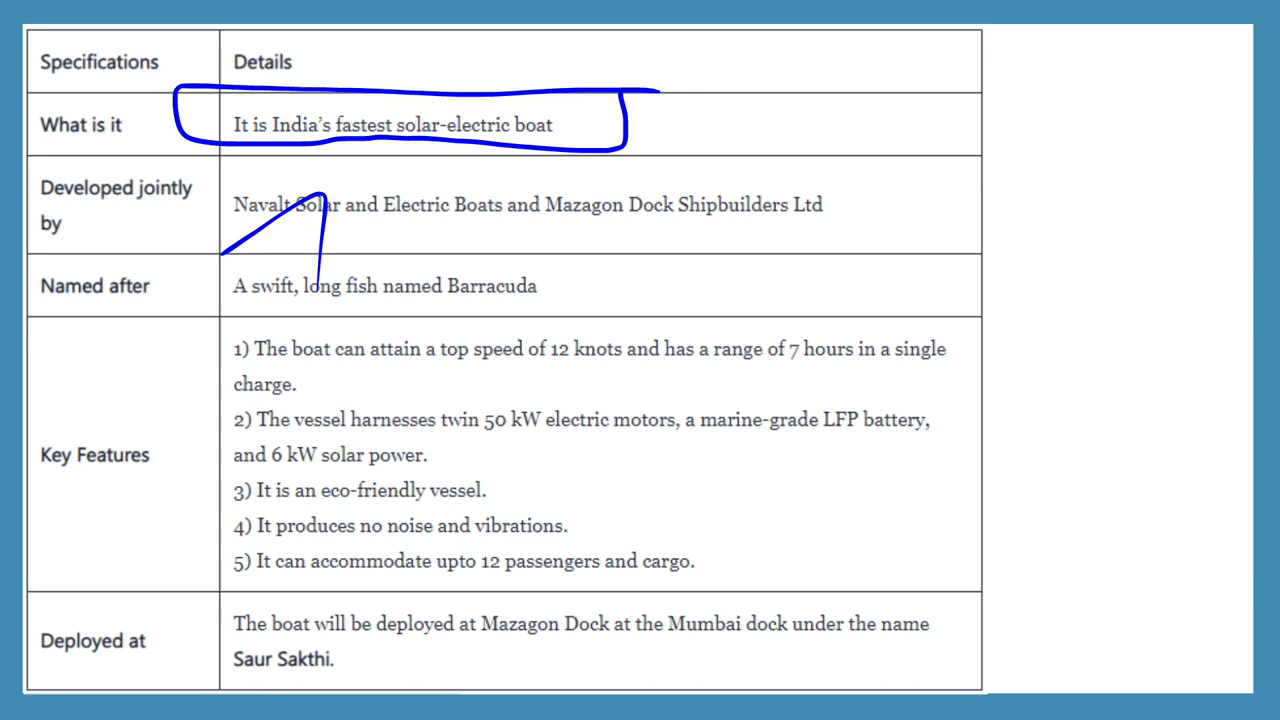 Specifications
Details
What is it
It is India's fastest solar-electric boat
Developed jointly
by
Navalt Solar and Electric Boats and Mazagon Dock Shipbuilders Ltd
Named after
A swift, long fish named Barracuda
Key Features
1) The boat can attain a top speed of 12 knots and has a range of 7 hours in a single
charge.
2) The vessel harnesses twin 50 kW electric motors, a marine-grade LFP battery,
and 6 kW solar power.
3) It is an eco-friendly vessel.
4) It produces no noise and vibrations.
5) It can accommodate upto 12 passengers and cargo.
Deployed at
The boat will be deployed at Mazagon Dock at the Mumbai dock under the name
Saur Sakthi.